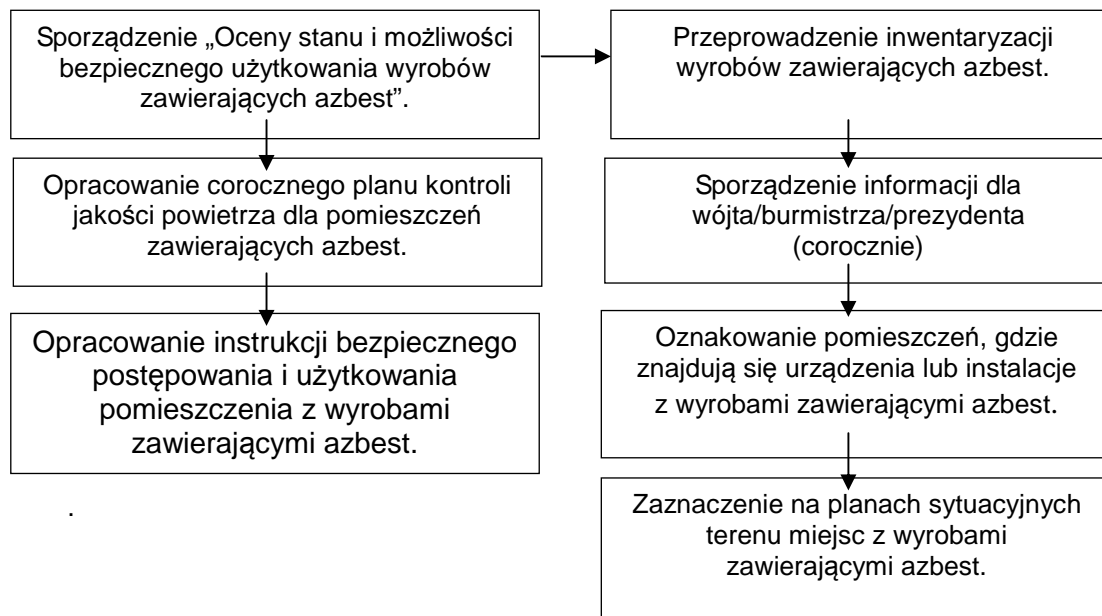 Sporządzenie „Oceny stanu i możliwości
bezpiecznego użytkowania wyrobów
zawierających azbest”.
Przeprowadzenie inwentaryzacji
wyrobów zawierających azbest.
Opracowanie corocznego planu kontroli
jakości powietrza dla pomieszczeń
zawierających azbest.
Sporządzenie informacji dla
wójta/burmistrza/prezydenta
(corocznie)
Opracowanie instrukcji bezpiecznego
postępowania i użytkowania
pomieszczenia z wyrobami
zawierającymi azbest.
Oznakowanie pomieszczeń, gdzie
znajdują się urządzenia lub instalacje
z wyrobami zawierającymi azbest.
.
Zaznaczenie na planach sytuacyjnych
terenu miejsc z wyrobami
zawierającymi azbest.